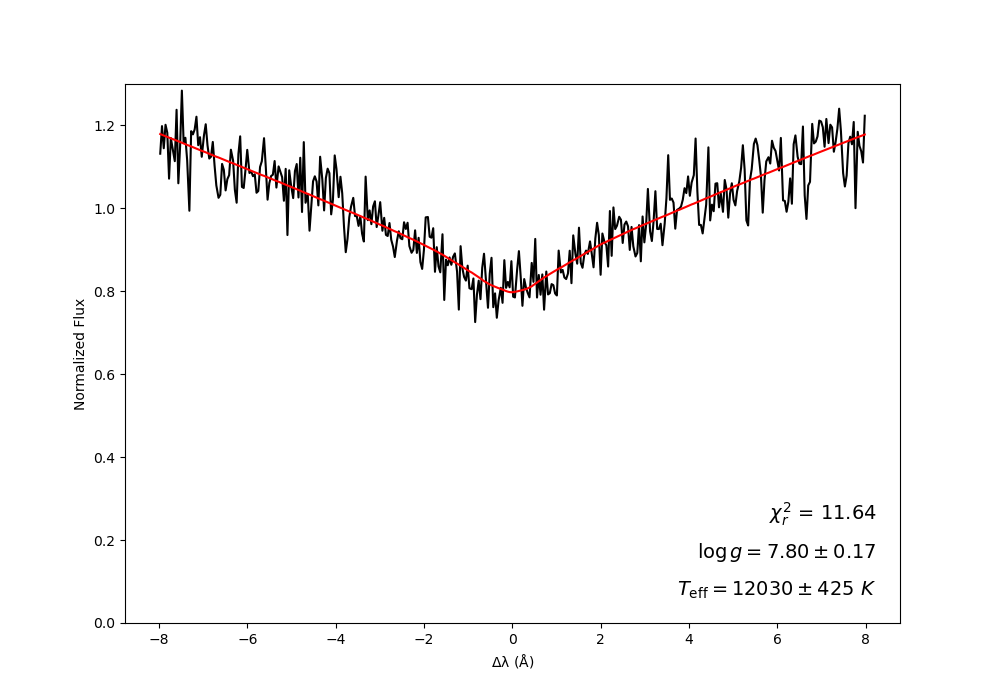 1.2
1.0
0.8
0.6
0.4
0.2
0.0
Normalized Flux
χ²ᵣ = 11.64
log g = 7.80 ± 0.17
T_eff = 12030 ± 425 K
−8 −6 −4 −2 0 2 4 6 8
Δλ (Å)